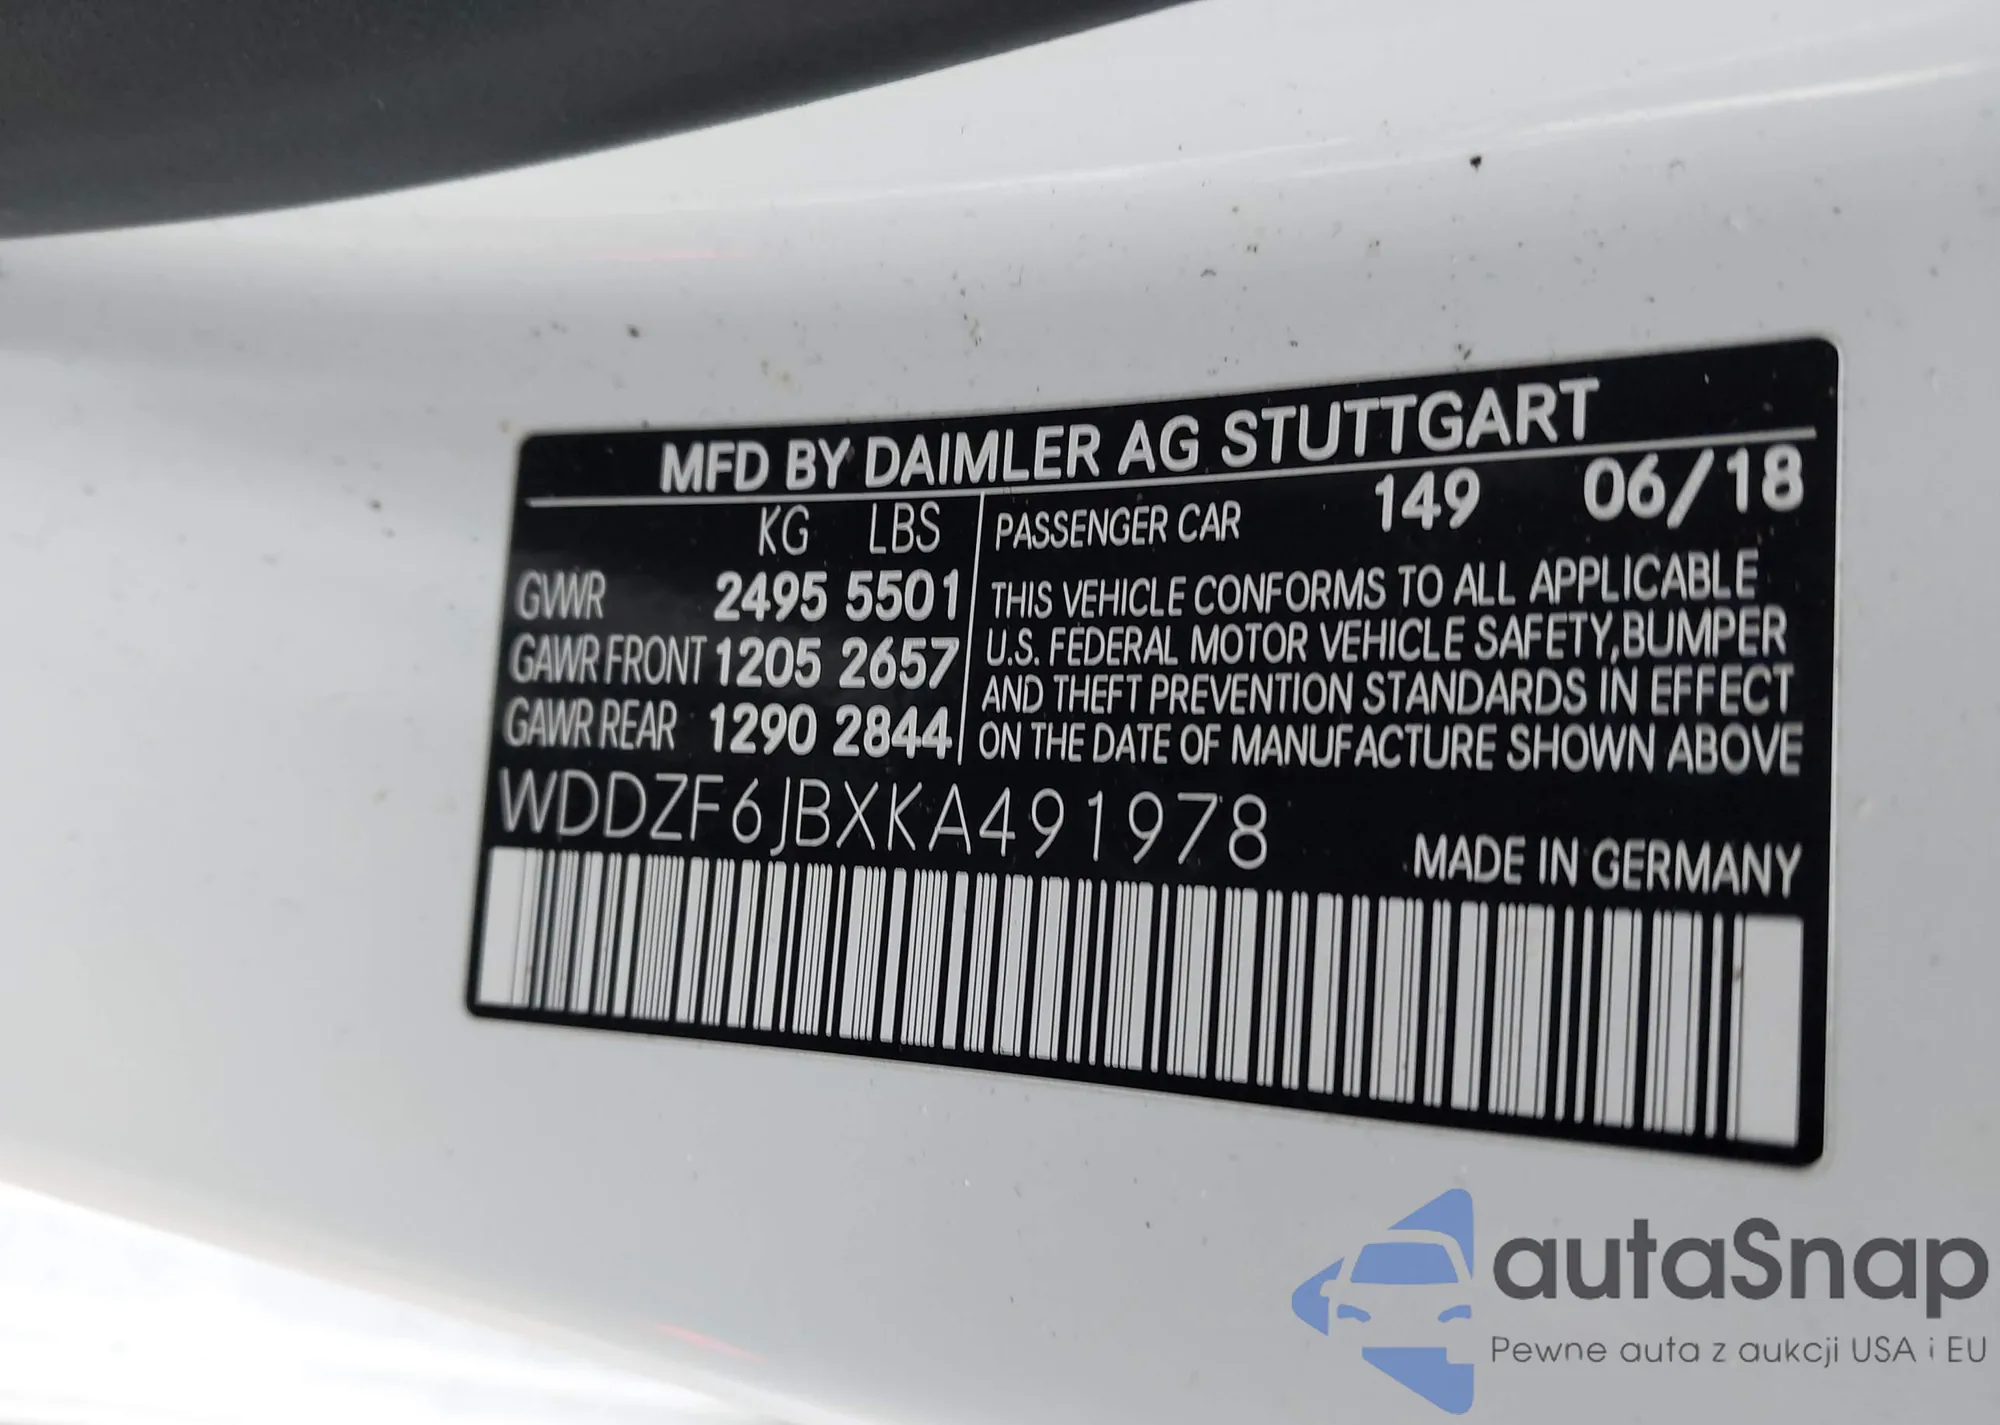 MFD BY DAIMLER AG STUTTGART
KG LBS
GVWR 2495 5501
GAWR FRONT 1205 2657
GAWR REAR 1290 2844
PASSENGER CAR 149 06/18
THIS VEHICLE CONFORMS TO ALL APPLICABLE
U.S. FEDERAL MOTOR VEHICLE SAFETY, BUMPER
AND THEFT PREVENTION STANDARDS IN EFFECT
ON THE DATE OF MANUFACTURE SHOWN ABOVE
WDDZF6JBXKA491978
MADE IN GERMANY
autaSnap
Pewne auta z aukcji USA i EU